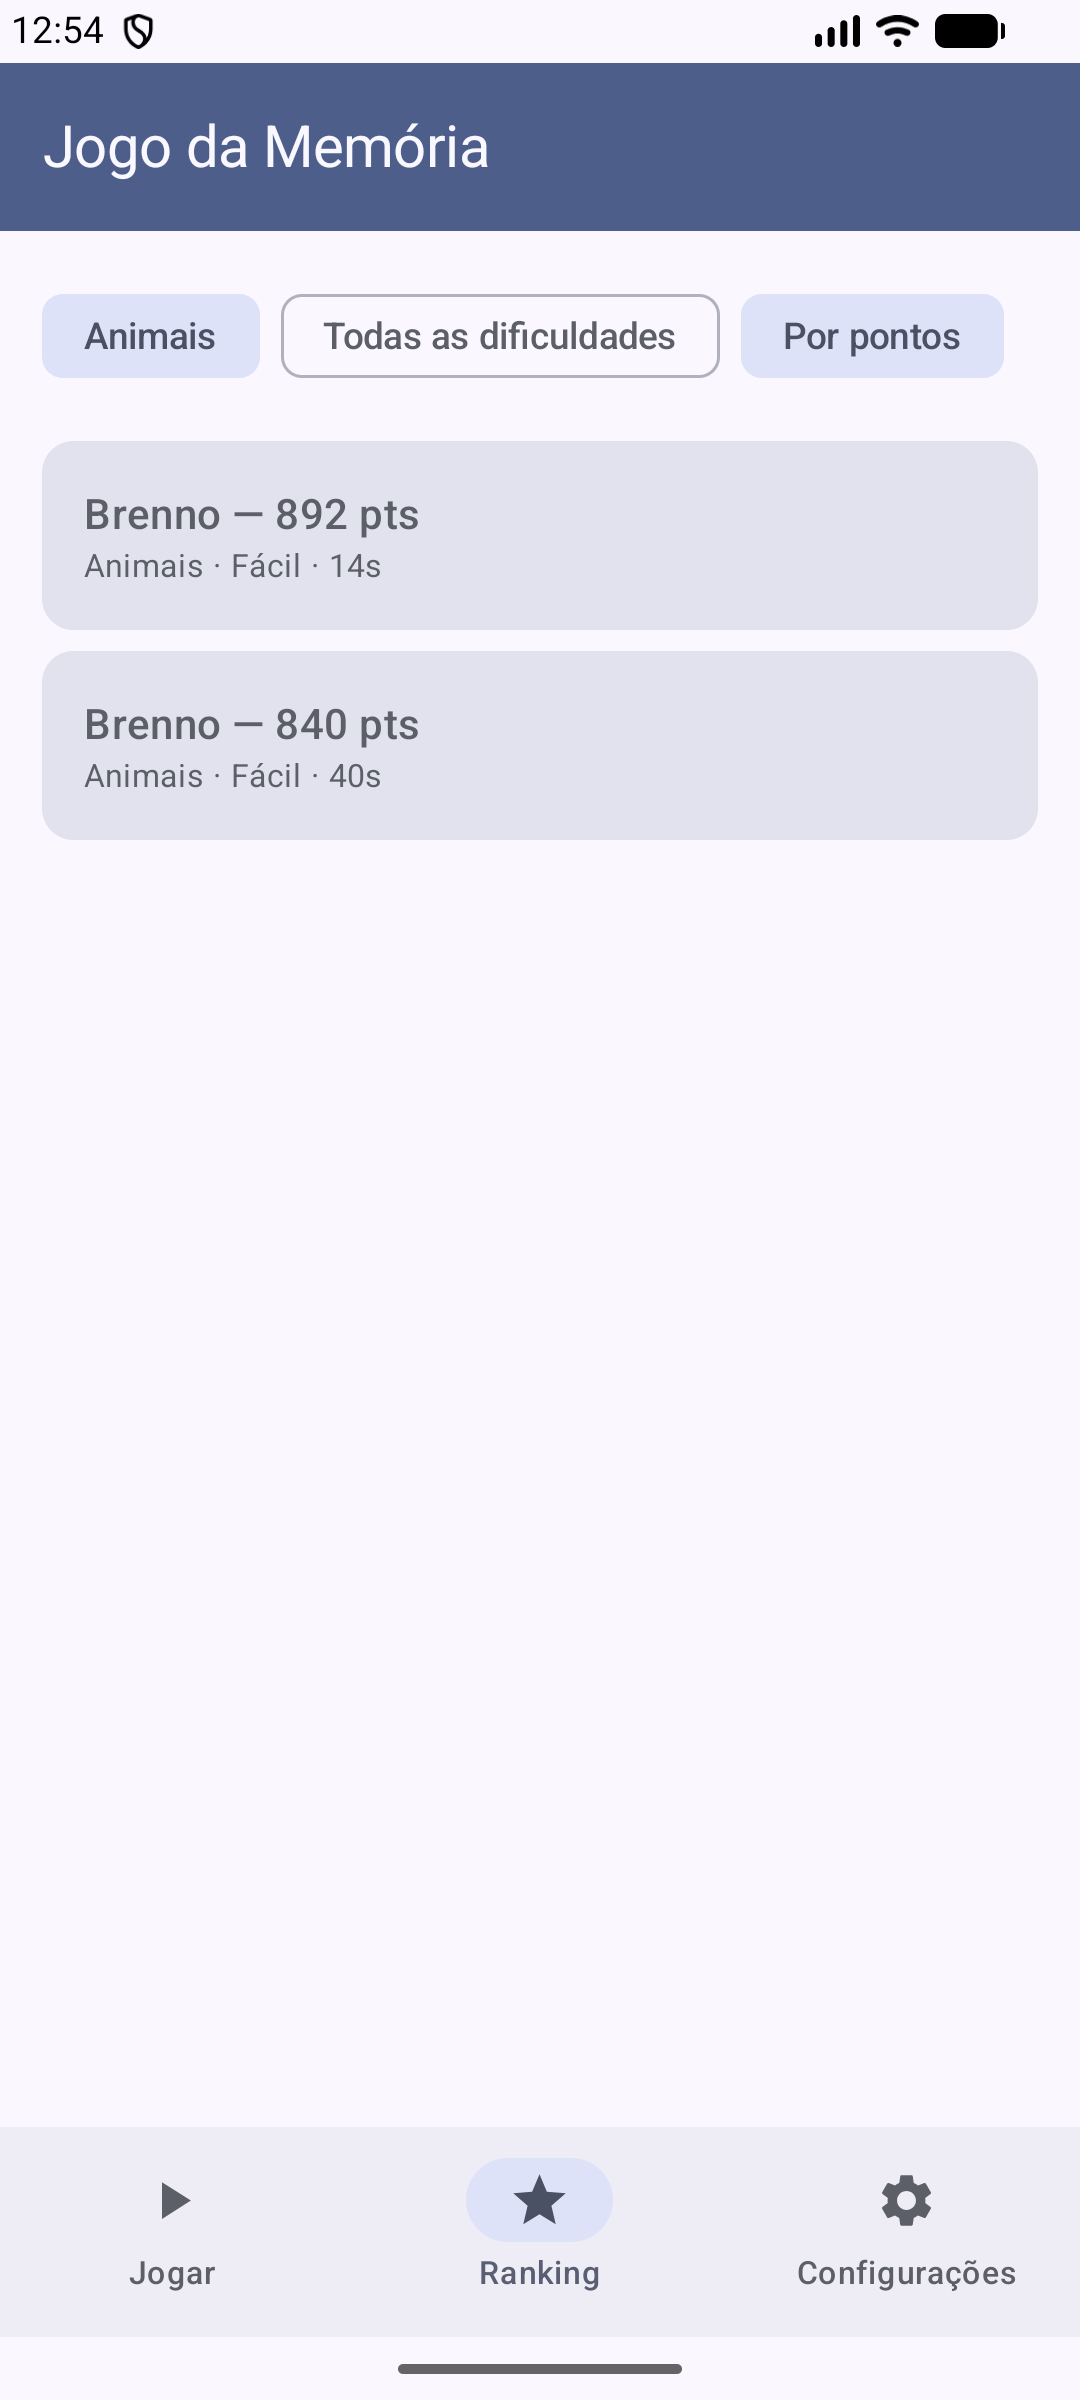 12:54
Jogo da Memória
Animais
Todas as dificuldades
Por pontos
Brenno — 892 pts
Animais · Fácil · 14s
Brenno — 840 pts
Animais · Fácil · 40s
Jogar
Ranking
Configurações